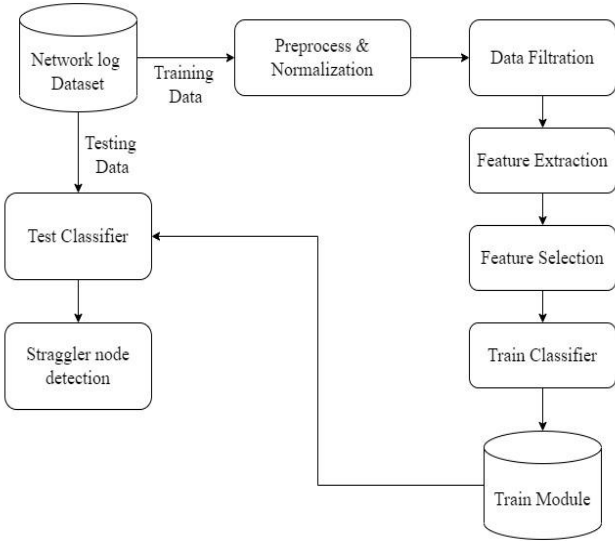 Network log
Dataset
Training
Data
Preprocess &
Normalization
Data Filtration
Testing
Data
Feature Extraction
Test Classifier
Feature Selection
Straggler node
detection
Train Classifier
Train Module